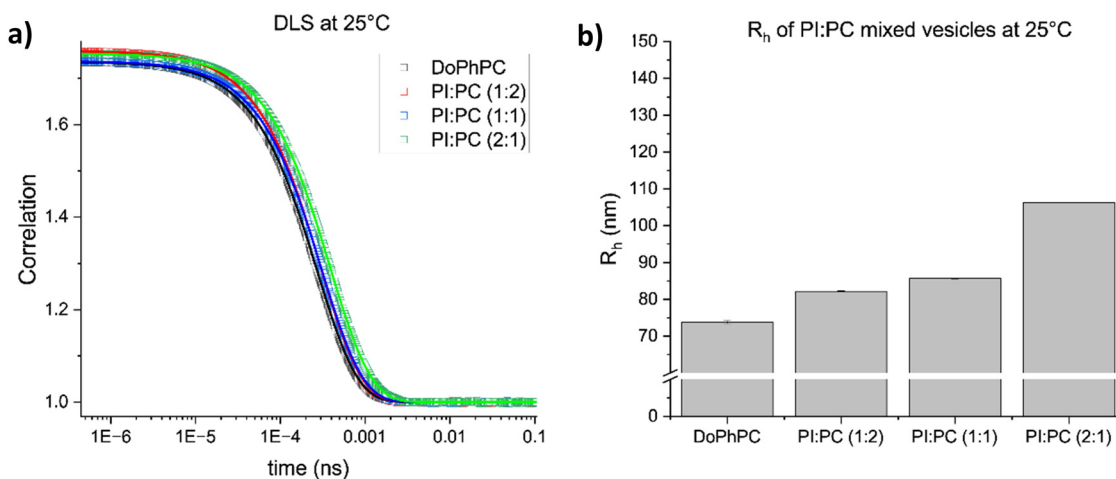 a)
DLS at 25°C
DoPhPC
PI:PC (1:2)
PI:PC (1:1)
PI:PC (2:1)
Correlation
1.6
1.4
1.2
1.0
1E−6
1E−5
1E−4
0.001
0.01
0.1
time (ns)
b)
Rh of PI:PC mixed vesicles at 25°C
Rh (nm)
150
140
130
120
110
100
90
80
70
0
DoPhPC
PI:PC (1:2)
PI:PC (1:1)
PI:PC (2:1)